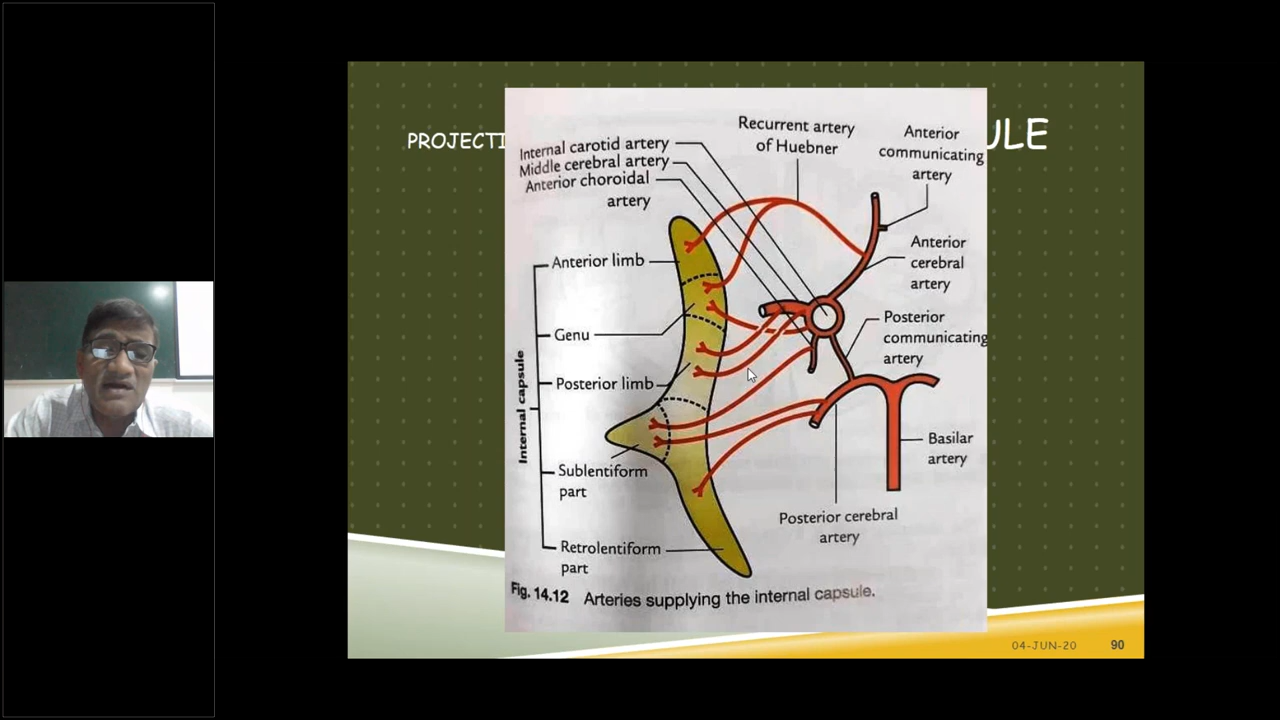 PROJECTI
ULE
Recurrent artery
of Huebner
Anterior
communicating
artery
Internal carotid artery
Middle cerebral artery
Anterior choroidal
artery
Anterior limb
Anterior
cerebral
artery
Genu
Posterior
communicating
artery
Internal capsule
Posterior limb
Basilar
artery
Sublentiform
part
Posterior cerebral
artery
Retrolentiform
part
Fig. 14.12 Arteries supplying the internal capsule.
04-JUN-20 90